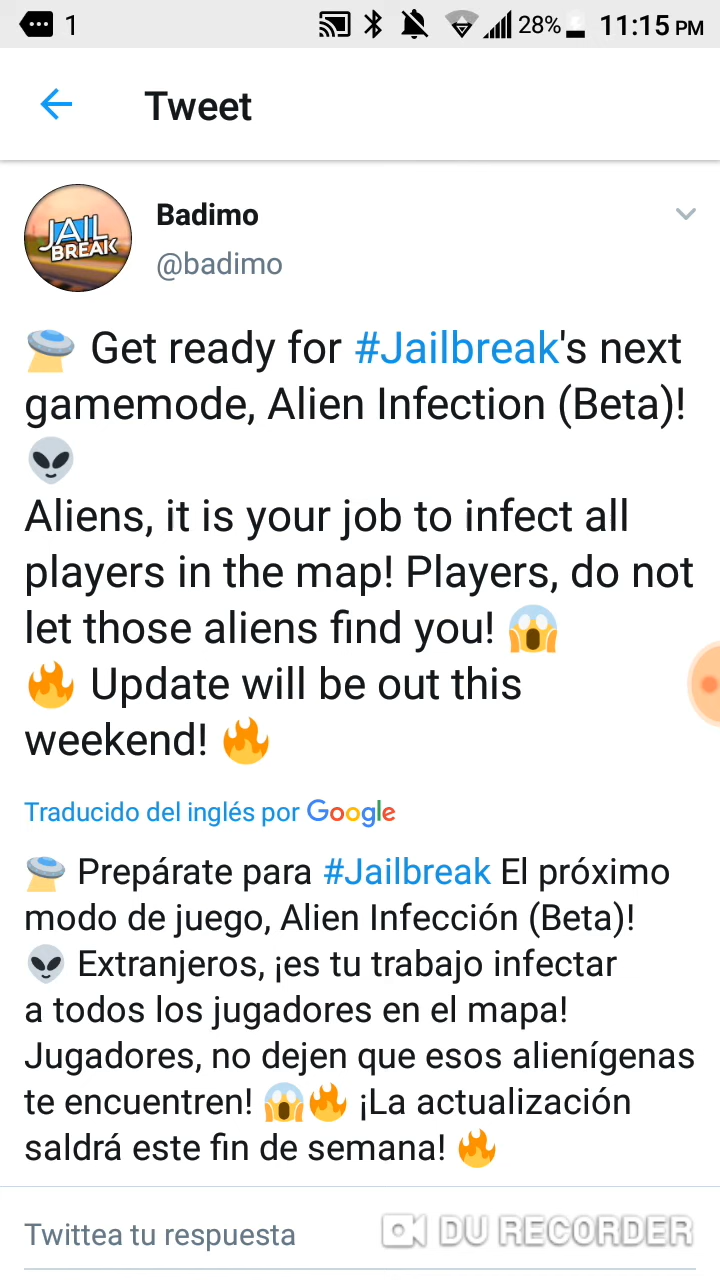 1 28% 11:15 PM
Tweet
JAIL
BREAK
Badimo
@badimo
🛸 Get ready for #Jailbreak's next
gamemode, Alien Infection (Beta)!
👽
Aliens, it is your job to infect all
players in the map! Players, do not
let those aliens find you! 😱
🔥 Update will be out this
weekend! 🔥
Traducido del inglés por Google
🛸 Prepárate para #Jailbreak El próximo
modo de juego, Alien Infección (Beta)!
👽 Extranjeros, ¡es tu trabajo infectar
a todos los jugadores en el mapa!
Jugadores, no dejen que esos alienígenas
te encuentren! 😱🔥 ¡La actualización
saldrá este fin de semana! 🔥
Twittea tu respuesta
DU RECORDER